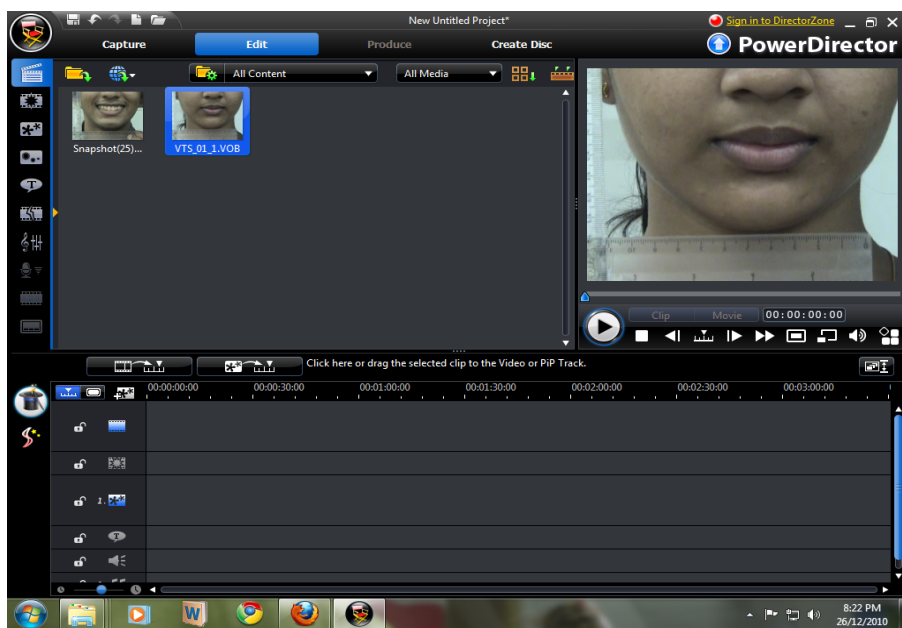 New Untitled Project*
Sign in to DirectorZone
Capture
Edit
Produce
Create Disc
PowerDirector
All Content
All Media
Snapshot(25)...
VTS_01_1.VOB
Clip
Movie
00:00:00:00
Click here or drag the selected clip to the Video or PiP Track.
00:00:00:00
00:00:30:00
00:01:00:00
00:01:30:00
00:02:00:00
00:02:30:00
00:03:00:00
1.
8:22 PM
26/12/2010